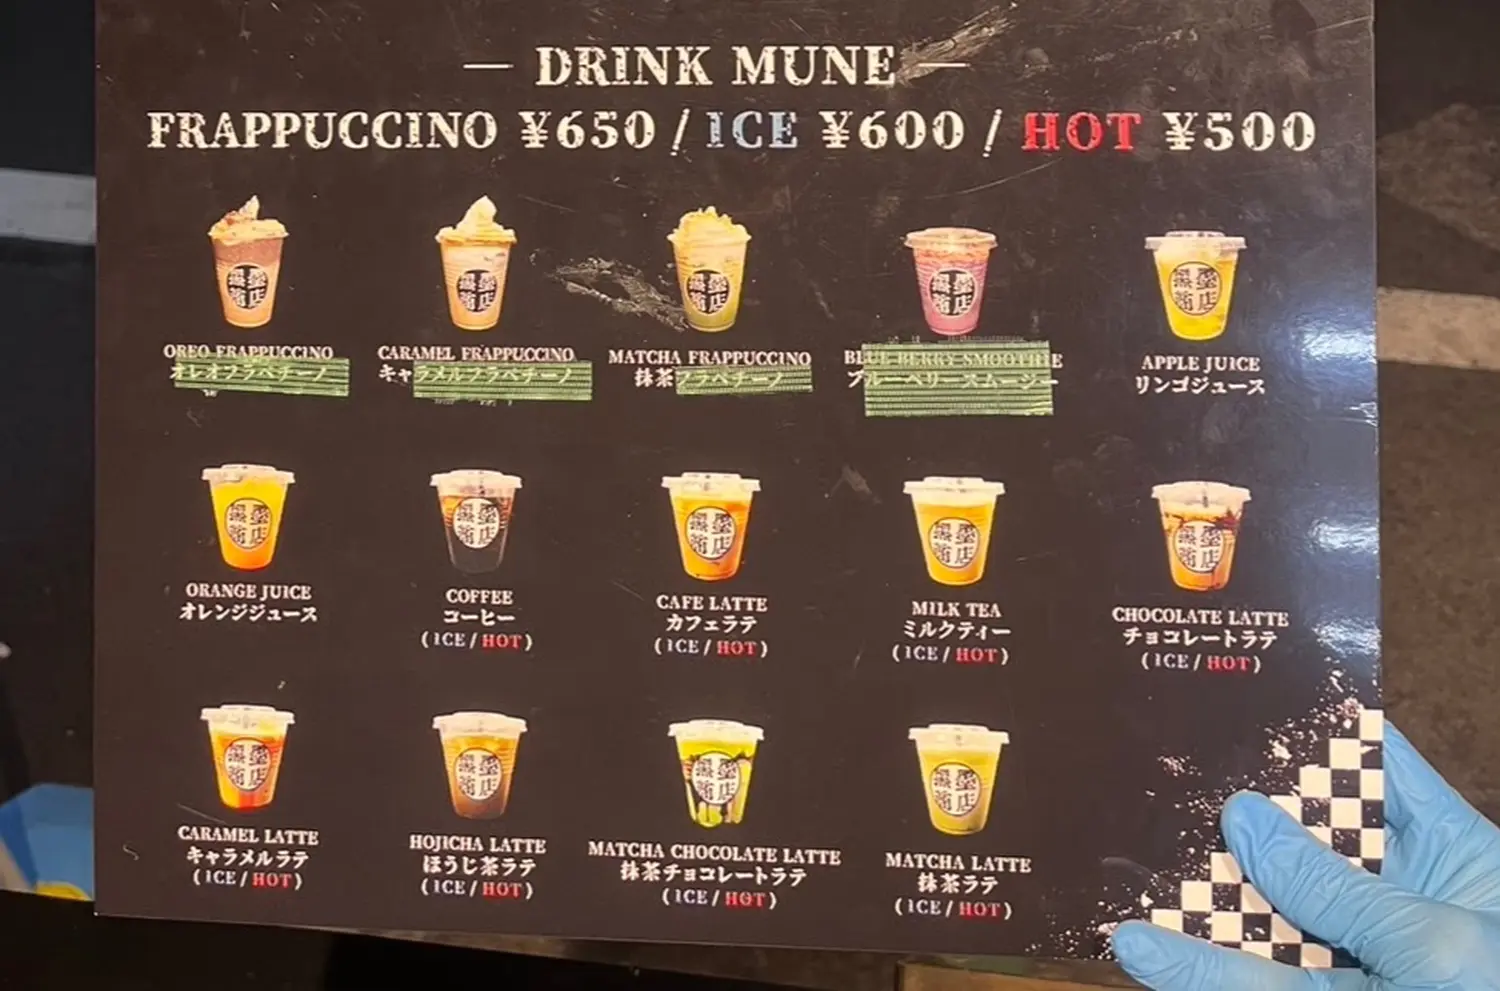 DRINK MUNE
FRAPPUCCINO ¥650 / ICE ¥600 / HOT ¥500
OREO FRAPPUCCINO
オレオフラペチーノ
CARAMEL FRAPPUCCINO
キャラメルフラペチーノ
MATCHA FRAPPUCCINO
抹茶フラペチーノ
BLUE BERRY SMOOTHIE
ブルーベリースムージー
APPLE JUICE
リンゴジュース
ORANGE JUICE
オレンジジュース
COFFEE
コーヒー
(ICE/HOT)
CAFE LATTE
カフェラテ
(ICE/HOT)
MILK TEA
ミルクティー
(ICE/HOT)
CHOCOLATE LATTE
チョコレートラテ
(ICE/HOT)
CARAMEL LATTE
キャラメルラテ
(ICE/HOT)
HOJICHA LATTE
ほうじ茶ラテ
(ICE/HOT)
MATCHA CHOCOLATE LATTE
抹茶チョコレートラテ
(ICE/HOT)
MATCHA LATTE
抹茶ラテ
(ICE/HOT)